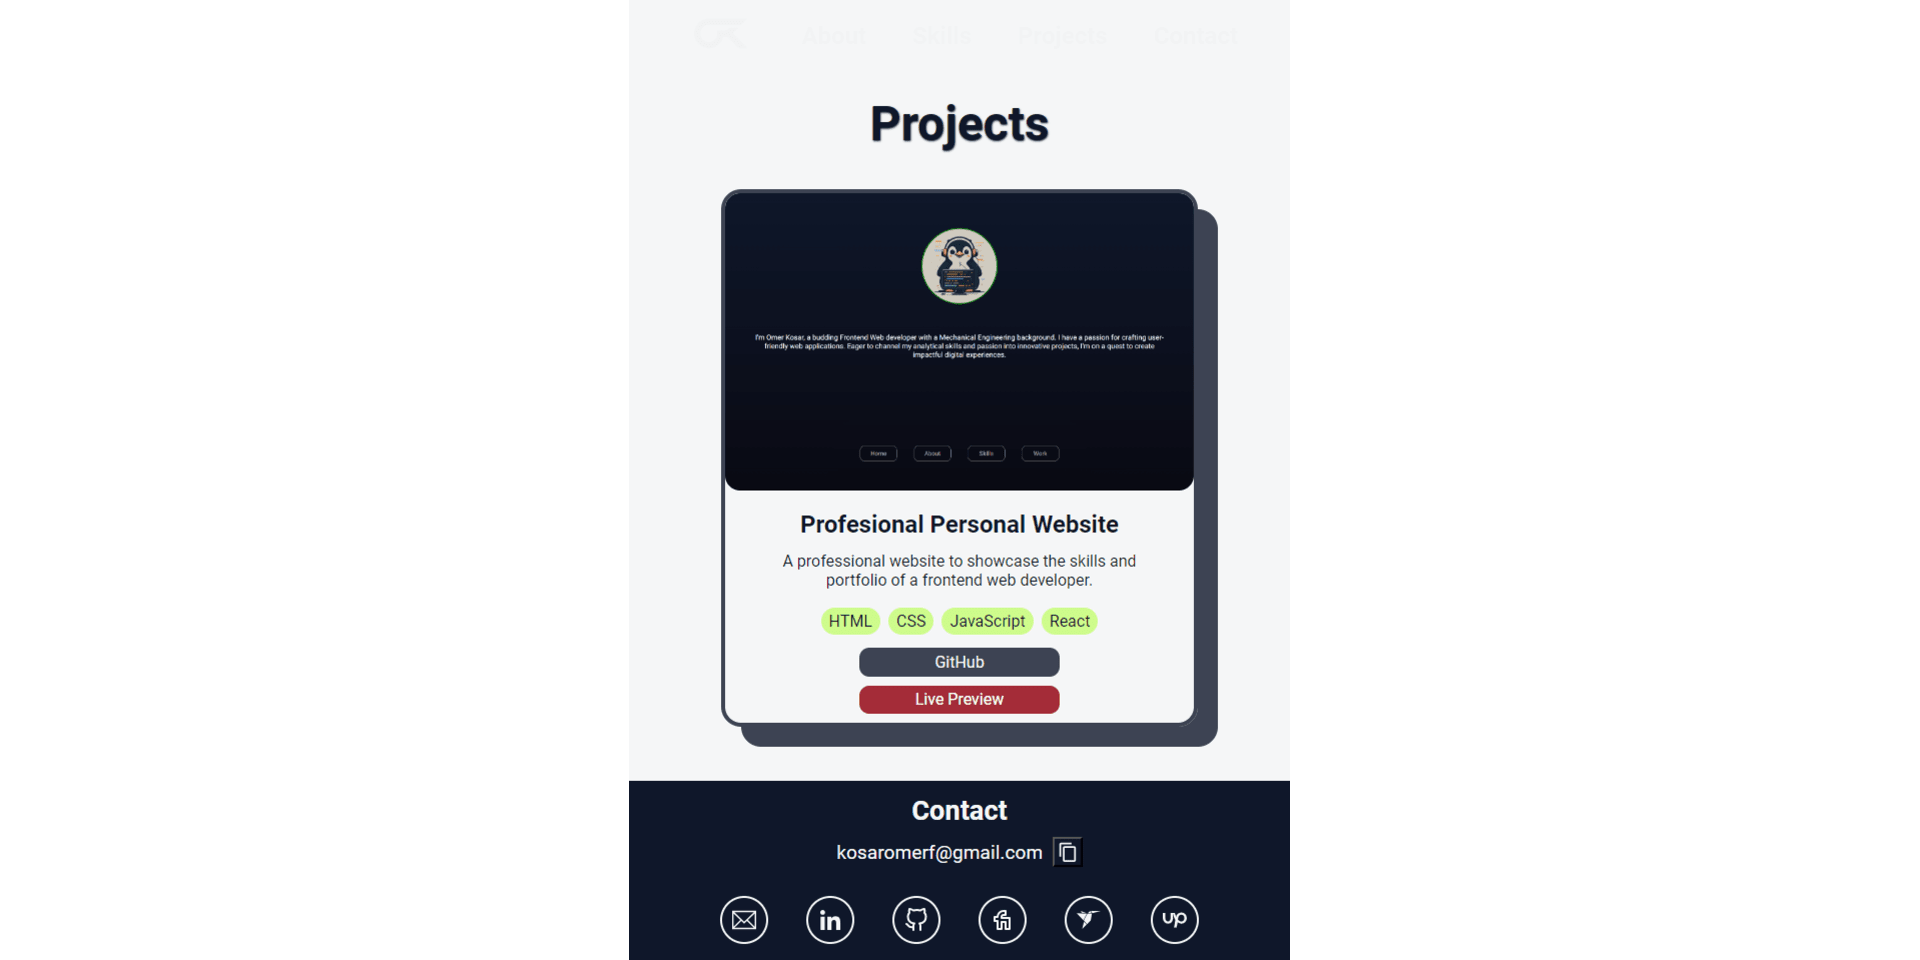 About Skills Projects Contact
Projects
I'm Omer Kosar, a budding Frontend Web developer with a Mechanical Engineering background. I have a passion for crafting user-
friendly web applications. Eager to channel my analytical skills and passion into innovative projects, I'm on a quest to create
impactful digital experiences.
Home About Skills Work
Profesional Personal Website
A professional website to showcase the skills and
portfolio of a frontend web developer.
HTML CSS JavaScript React
GitHub
Live Preview
Contact
kosaromerf@gmail.com
in up